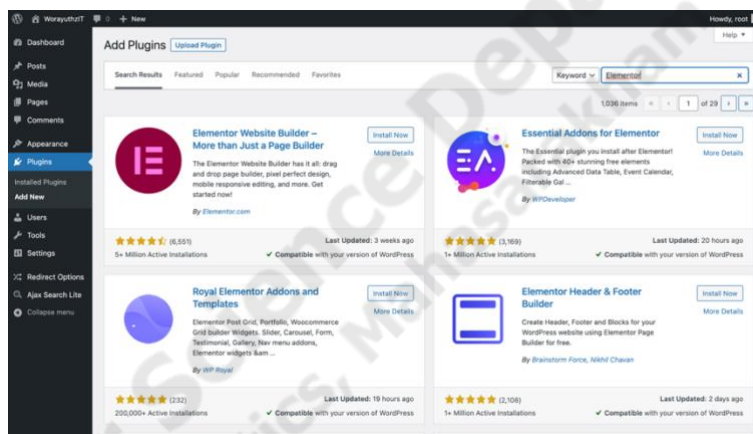 WorayuthzIT
0
New
Howdy, root
Help
Dashboard
Posts
Media
Pages
Comments
Appearance
Plugins
Installed Plugins
Add New
Users
Tools
Settings
Redirect Options
Ajax Search Lite
Collapse menu
Add Plugins
Upload Plugin
Search Results Featured Popular Recommended Favorites
Keyword Elementor
1,036 items « ‹ 1 of 29 › »
Elementor Website Builder –
More than Just a Page Builder
Install Now
More Details
The Elementor Website Builder has it all: drag
and drop page builder, pixel perfect design,
mobile responsive editing, and more. Get
started now!
By Elementor.com
(6,551)
Last Updated: 3 weeks ago
5+ Million Active Installations
Compatible with your version of WordPress
Essential Addons for Elementor
Install Now
More Details
The Essential plugin you install after Elementor!
Packed with 40+ stunning free elements
including Advanced Data Table, Event Calendar,
Filterable Gal ...
By WPDeveloper
(3,169)
Last Updated: 20 hours ago
1+ Million Active Installations
Compatible with your version of WordPress
Royal Elementor Addons and
Templates
Install Now
More Details
Elementor Post Grid, Portfolio, Woocommerce
Grid builder Widgets. Slider, Carousel, Form,
Testimonial, Gallery, Nav menu addons,
Elementor widgets &am ...
By WP Royal
(232)
Last Updated: 19 hours ago
200,000+ Active Installations
Compatible with your version of WordPress
Elementor Header & Footer
Builder
Install Now
More Details
Create Header, Footer and Blocks for your
WordPress website using Elementor Page
Builder for free.
By Brainstorm Force, Nikhil Chavan
(2,108)
Last Updated: 2 days ago
1+ Million Active Installations
Compatible with your version of WordPress